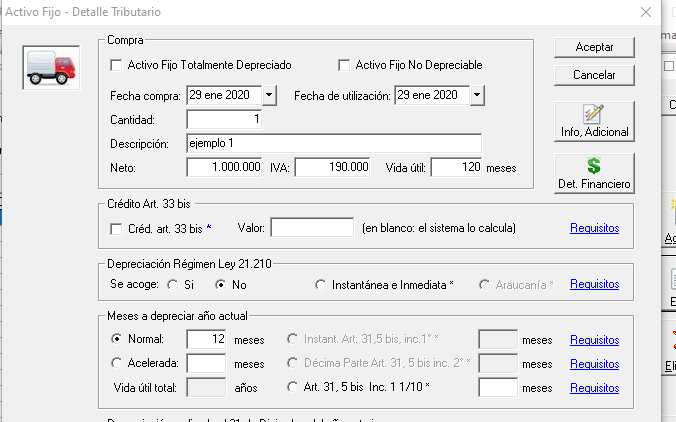 Activo Fijo - Detalle Tributario
Compra
Activo Fijo Totalmente Depreciado Activo Fijo No Depreciable
Fecha compra: 29 ene 2020 Fecha de utilización: 29 ene 2020
Cantidad: 1
Descripción: ejemplo 1
Neto: 1.000.000 IVA: 190.000 Vida útil: 120 meses
Aceptar
Cancelar
Info, Adicional
Det. Financiero
Crédito Art. 33 bis
Créd. art. 33 bis * Valor: (en blanco: el sistema lo calcula) Requisitos
Depreciación Régimen Ley 21.210
Se acoge: Si No Instantánea e Inmediata * Araucanía * Requisitos
Meses a depreciar año actual
Normal: 12 meses Instant. Art. 31,5 bis, inc.1° * meses Requisitos
Acelerada: meses Décima Parte Art. 31, 5 bis inc. 2° * meses Requisitos
Vida útil total: años Art. 31, 5 bis Inc. 1 1/10 * meses Requisitos